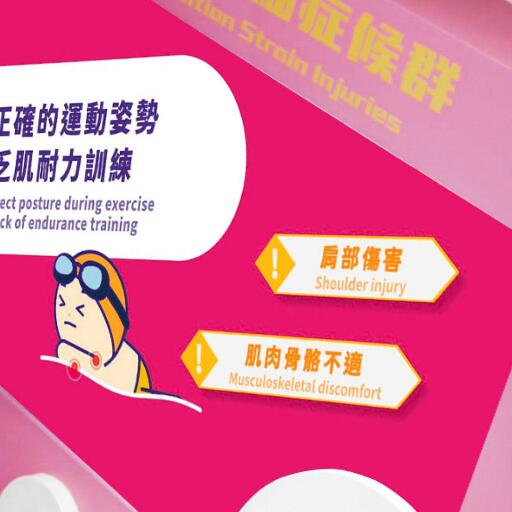 症候群
Strain Injuries
正確的運動姿勢
乏肌耐力訓練
ect posture during exercise
ck of endurance training
肩部傷害
Shoulder injury
肌肉骨骼不適
Musculoskeletal discomfort